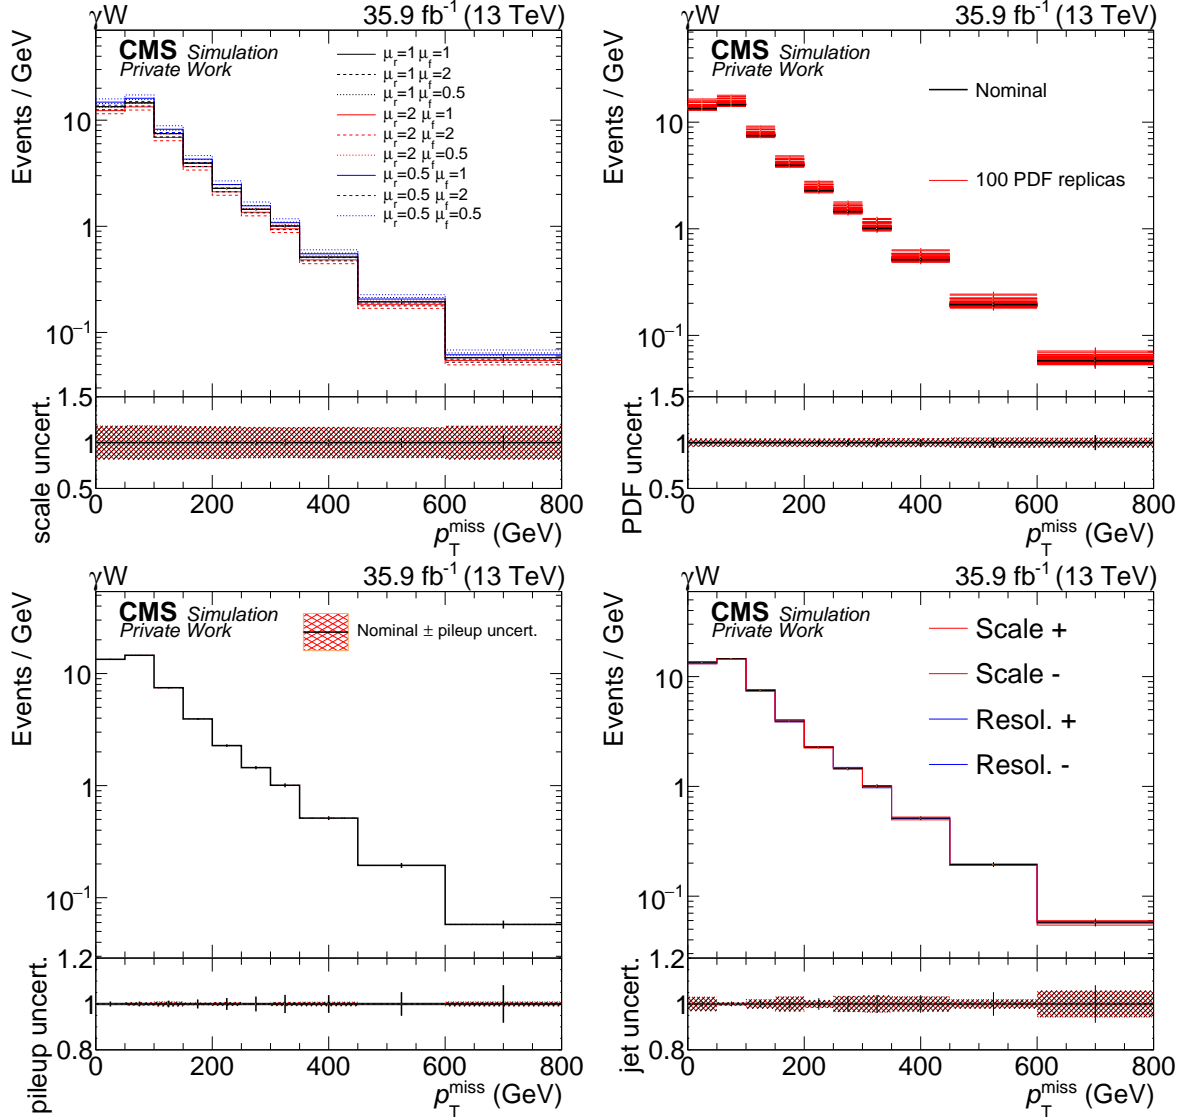 γW 35.9 fb⁻¹ (13 TeV)
CMS Simulation
Private Work
μr=1 μf=1
μr=1 μf=2
μr=1 μf=0.5
μr=2 μf=1
μr=2 μf=2
μr=2 μf=0.5
μr=0.5 μf=1
μr=0.5 μf=2
μr=0.5 μf=0.5
Events / GeV
10
1
10⁻¹
scale uncert.
1.5
1
0.5
0 200 400 600 800
pTmiss (GeV)
γW 35.9 fb⁻¹ (13 TeV)
CMS Simulation
Private Work
Nominal
100 PDF replicas
Events / GeV
10
1
10⁻¹
PDF uncert.
1.5
1
0.5
0 200 400 600 800
pTmiss (GeV)
γW 35.9 fb⁻¹ (13 TeV)
CMS Simulation
Private Work
Nominal ± pileup uncert.
Events / GeV
10
1
10⁻¹
pileup uncert.
1.2
1
0.8
0 200 400 600 800
pTmiss (GeV)
γW 35.9 fb⁻¹ (13 TeV)
CMS Simulation
Private Work
Scale +
Scale -
Resol. +
Resol. -
Events / GeV
10
1
10⁻¹
jet uncert.
1.2
1
0.8
0 200 400 600 800
pTmiss (GeV)